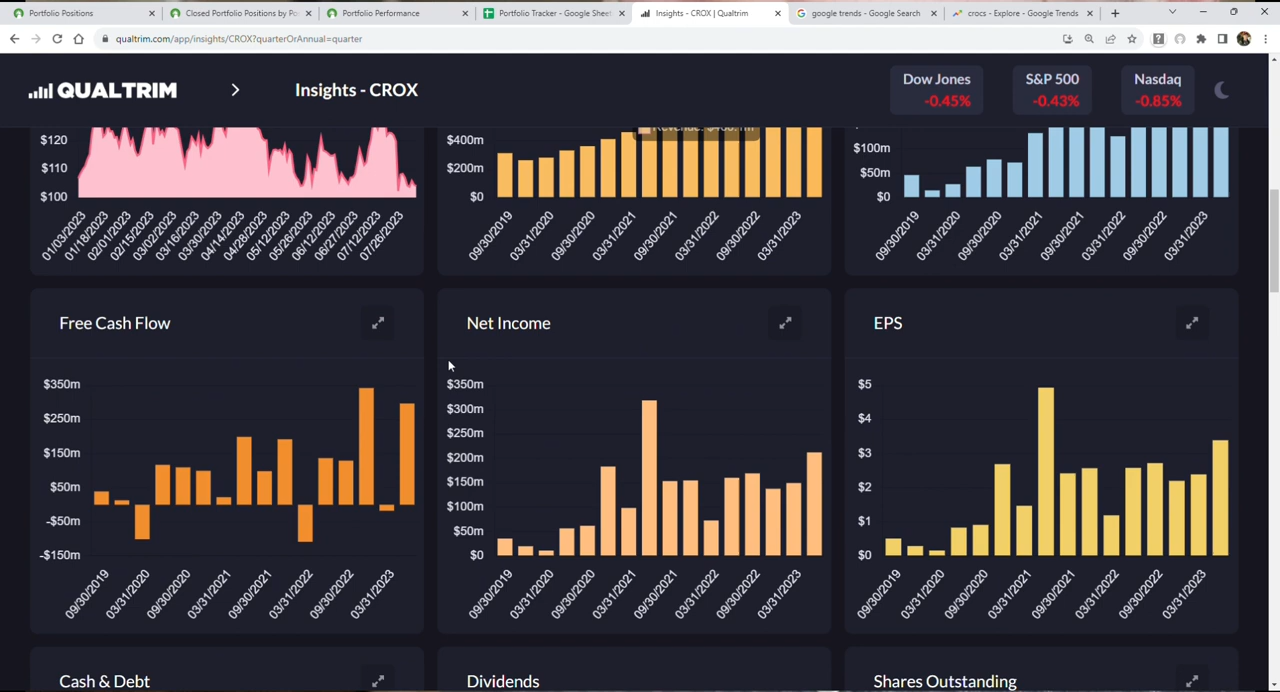 Portfolio Positions
Closed Portfolio Positions by Po
Portfolio Performance
Portfolio Tracker - Google Sheet
Insights - CROX | Qualtrim
google trends - Google Search
crocs - Explore - Google Trends
qualtrim.com/app/insights/CROX?quarterOrAnnual=quarter
QUALTRIM
Insights - CROX
Dow Jones
-0.45%
S&P 500
-0.43%
Nasdaq
-0.85%
$120
$110
$100
01/03/2023
01/18/2023
02/01/2023
02/15/2023
03/02/2023
03/16/2023
03/30/2023
04/14/2023
04/28/2023
05/12/2023
05/26/2023
06/12/2023
06/27/2023
07/12/2023
07/26/2023
$400m
$200m
$0
09/30/2019
03/31/2020
09/30/2020
03/31/2021
09/30/2021
03/31/2022
09/30/2022
03/31/2023
$100m
$50m
$0
09/30/2019
03/31/2020
09/30/2020
03/31/2021
09/30/2021
03/31/2022
09/30/2022
03/31/2023
Free Cash Flow
$350m
$250m
$150m
$50m
-$50m
-$150m
09/30/2019
03/31/2020
09/30/2020
03/31/2021
09/30/2021
03/31/2022
09/30/2022
03/31/2023
Net Income
$350m
$300m
$250m
$200m
$150m
$100m
$50m
$0
09/30/2019
03/31/2020
09/30/2020
03/31/2021
09/30/2021
03/31/2022
09/30/2022
03/31/2023
EPS
$5
$4
$3
$2
$1
$0
09/30/2019
03/31/2020
09/30/2020
03/31/2021
09/30/2021
03/31/2022
09/30/2022
03/31/2023
Cash & Debt
Dividends
Shares Outstanding